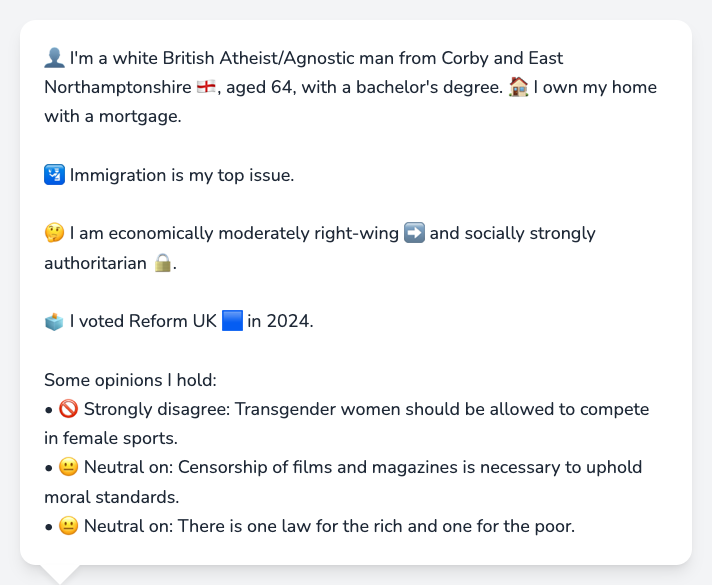 👤 I'm a white British Atheist/Agnostic man from Corby and East
Northamptonshire 🏴󠁧󠁢󠁥󠁮󠁧󠁿, aged 64, with a bachelor's degree. 🏠 I own my home
with a mortgage.
🛂 Immigration is my top issue.
🤔 I am economically moderately right-wing ➡️ and socially strongly
authoritarian 🔒.
🗳️ I voted Reform UK 🟦 in 2024.
Some opinions I hold:
• 🚫 Strongly disagree: Transgender women should be allowed to compete
in female sports.
• 😐 Neutral on: Censorship of films and magazines is necessary to uphold
moral standards.
• 😐 Neutral on: There is one law for the rich and one for the poor.